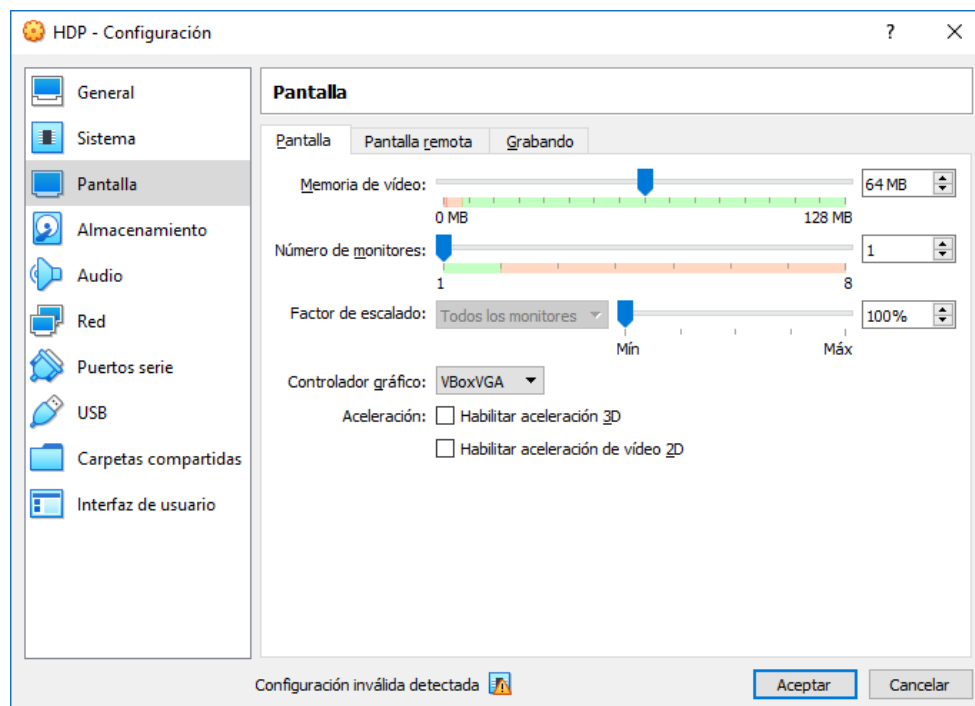 HDP - Configuración
?
General
Sistema
Pantalla
Almacenamiento
Audio
Red
Puertos serie
USB
Carpetas compartidas
Interfaz de usuario
Pantalla
Pantalla Pantalla remota Grabando
Memoria de vídeo: 64 MB
0 MB 128 MB
Número de monitores: 1
1 8
Factor de escalado: Todos los monitores 100%
Mín Máx
Controlador gráfico: VBoxVGA
Aceleración: Habilitar aceleración 3D
Habilitar aceleración de vídeo 2D
Configuración inválida detectada Aceptar Cancelar